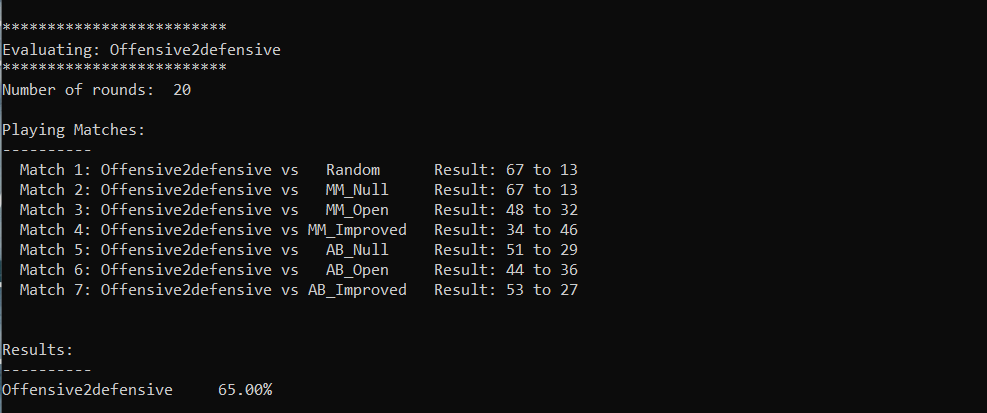 *************************
Evaluating: Offensive2defensive
*************************
Number of rounds:  20
Playing Matches:
----------
  Match 1: Offensive2defensive vs   Random      Result: 67 to 13
  Match 2: Offensive2defensive vs   MM_Null     Result: 67 to 13
  Match 3: Offensive2defensive vs   MM_Open     Result: 48 to 32
  Match 4: Offensive2defensive vs MM_Improved   Result: 34 to 46
  Match 5: Offensive2defensive vs   AB_Null     Result: 51 to 29
  Match 6: Offensive2defensive vs   AB_Open     Result: 44 to 36
  Match 7: Offensive2defensive vs AB_Improved   Result: 53 to 27
Results:
----------
Offensive2defensive     65.00%